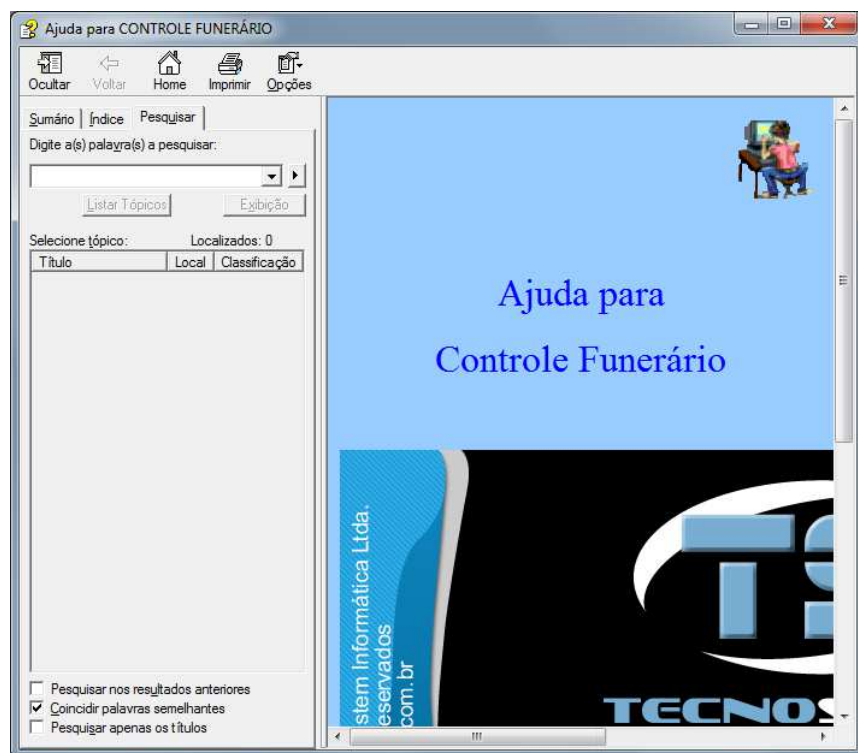 Ajuda para CONTROLE FUNERÁRIO
Ocultar Voltar Home Imprimir Opções
Sumário Índice Pesquisar
Digite a(s) palavra(s) a pesquisar:
Listar Tópicos Exibição
Selecione tópico: Localizados: 0
Título Local Classificação
Pesquisar nos resultados anteriores
Coincidir palavras semelhantes
Pesquisar apenas os títulos
Ajuda para
Controle Funerário
stem Informática Ltda.
eservados
com.br
TS
TECNOS